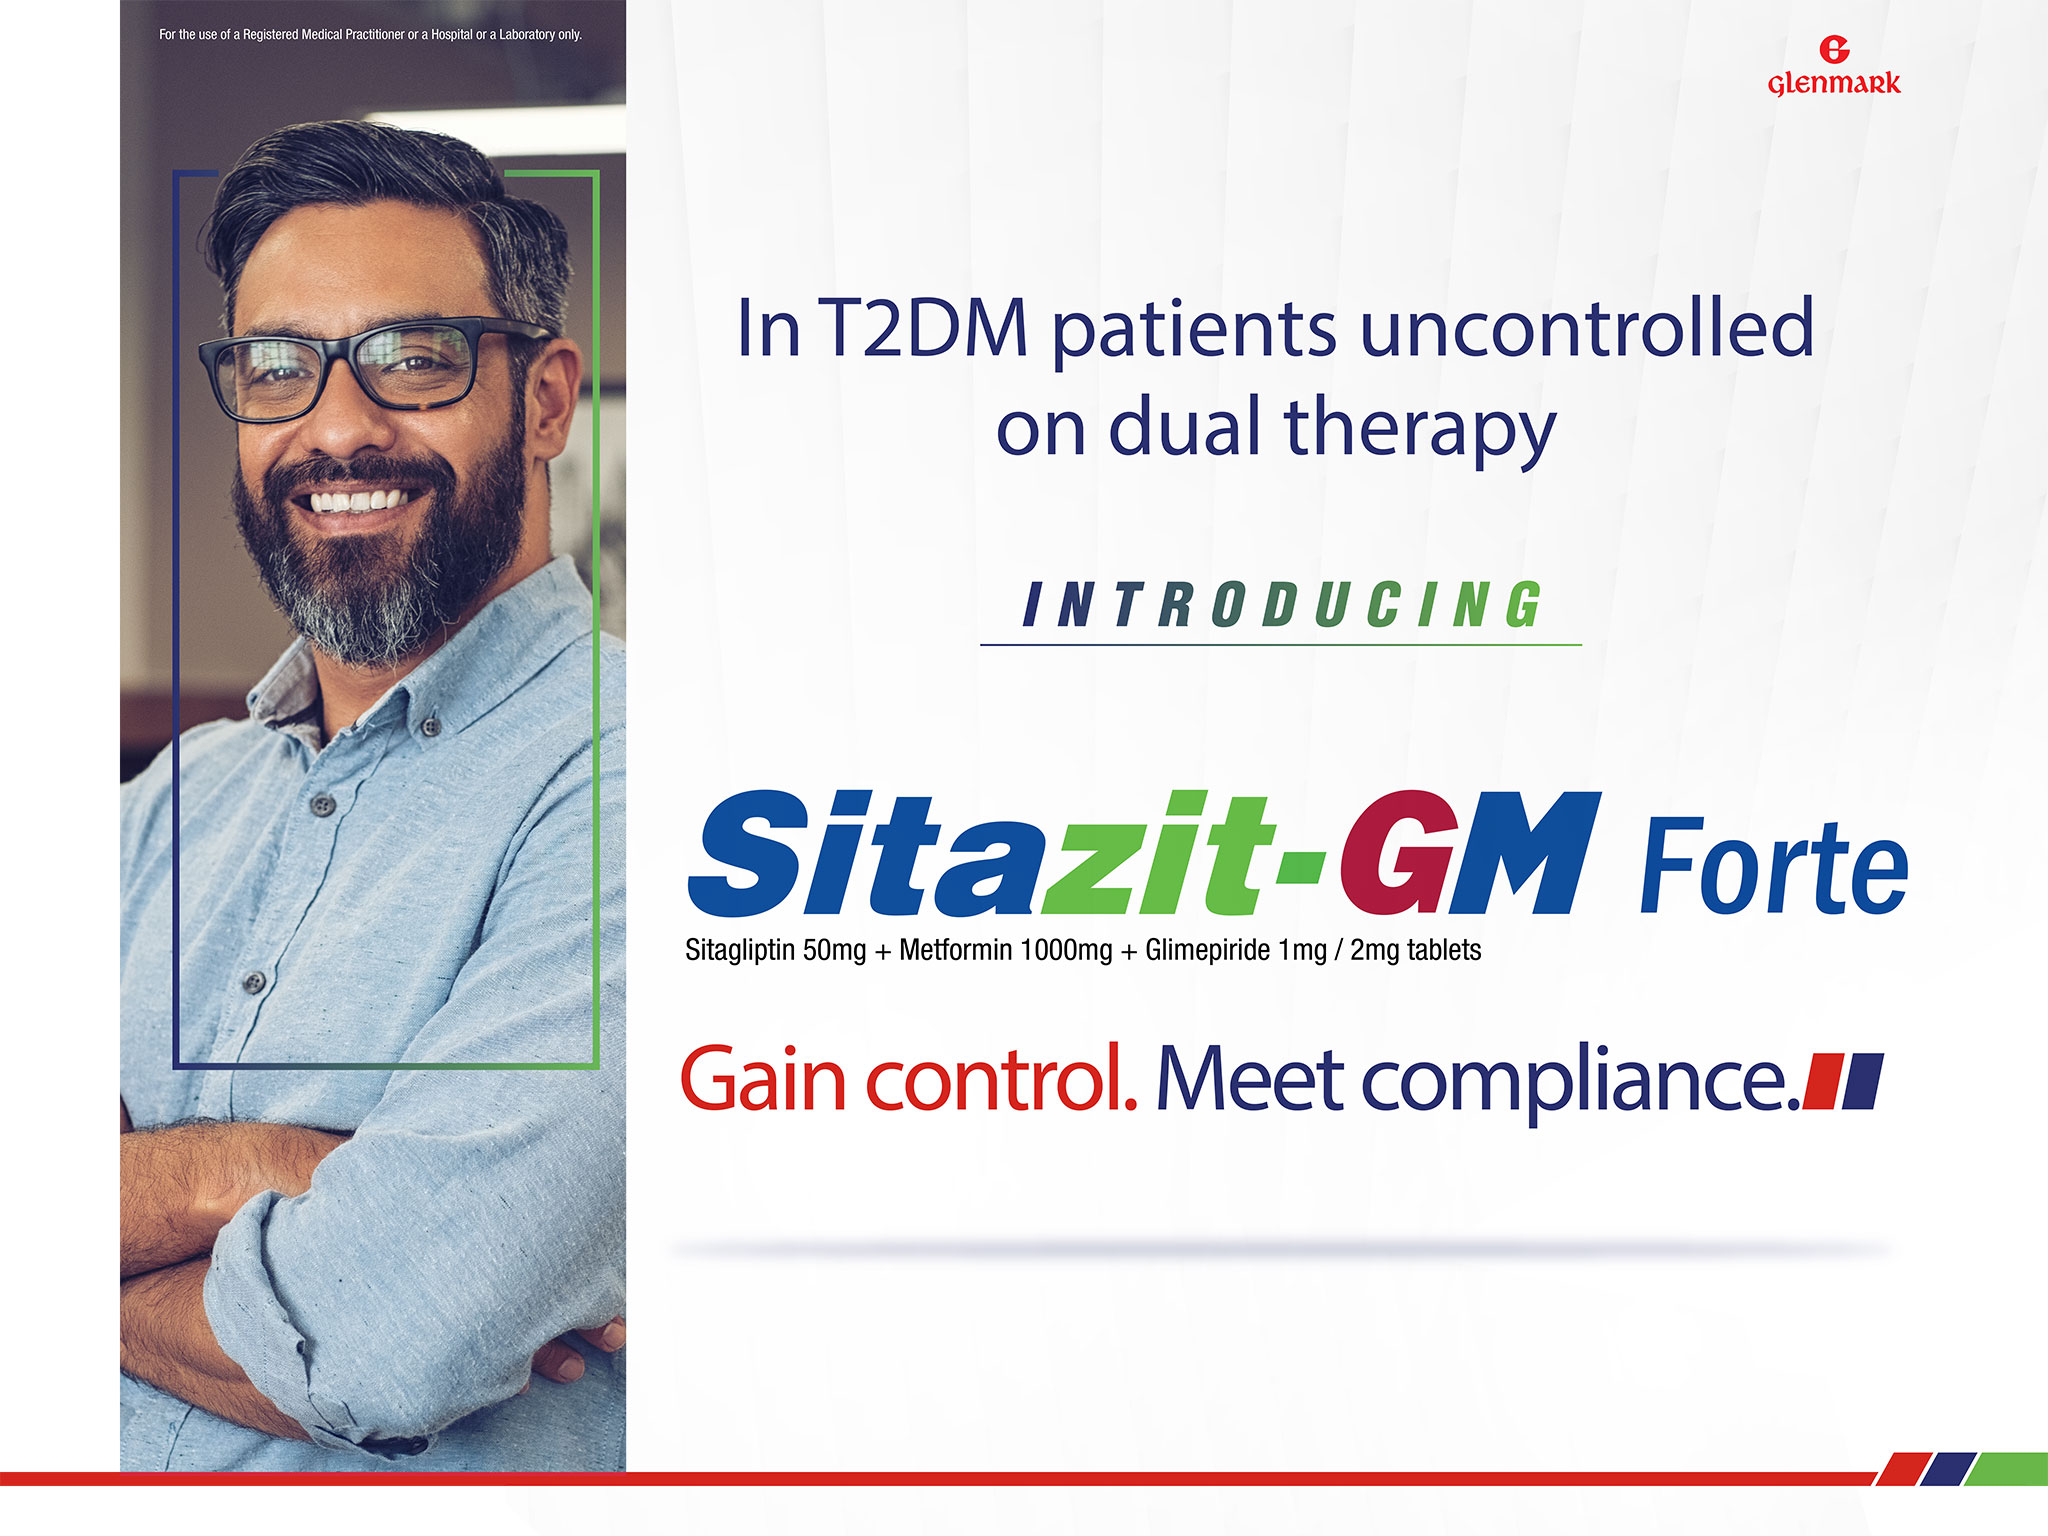 For the use of a Registered Medical Practitioner or a Hospital or a Laboratory only.
Glenmark
In T2DM patients uncontrolled
on dual therapy
INTRODUCING
Sitazit-GM Forte
Sitagliptin 50mg + Metformin 1000mg + Glimepiride 1mg / 2mg tablets
Gain control. Meet compliance.